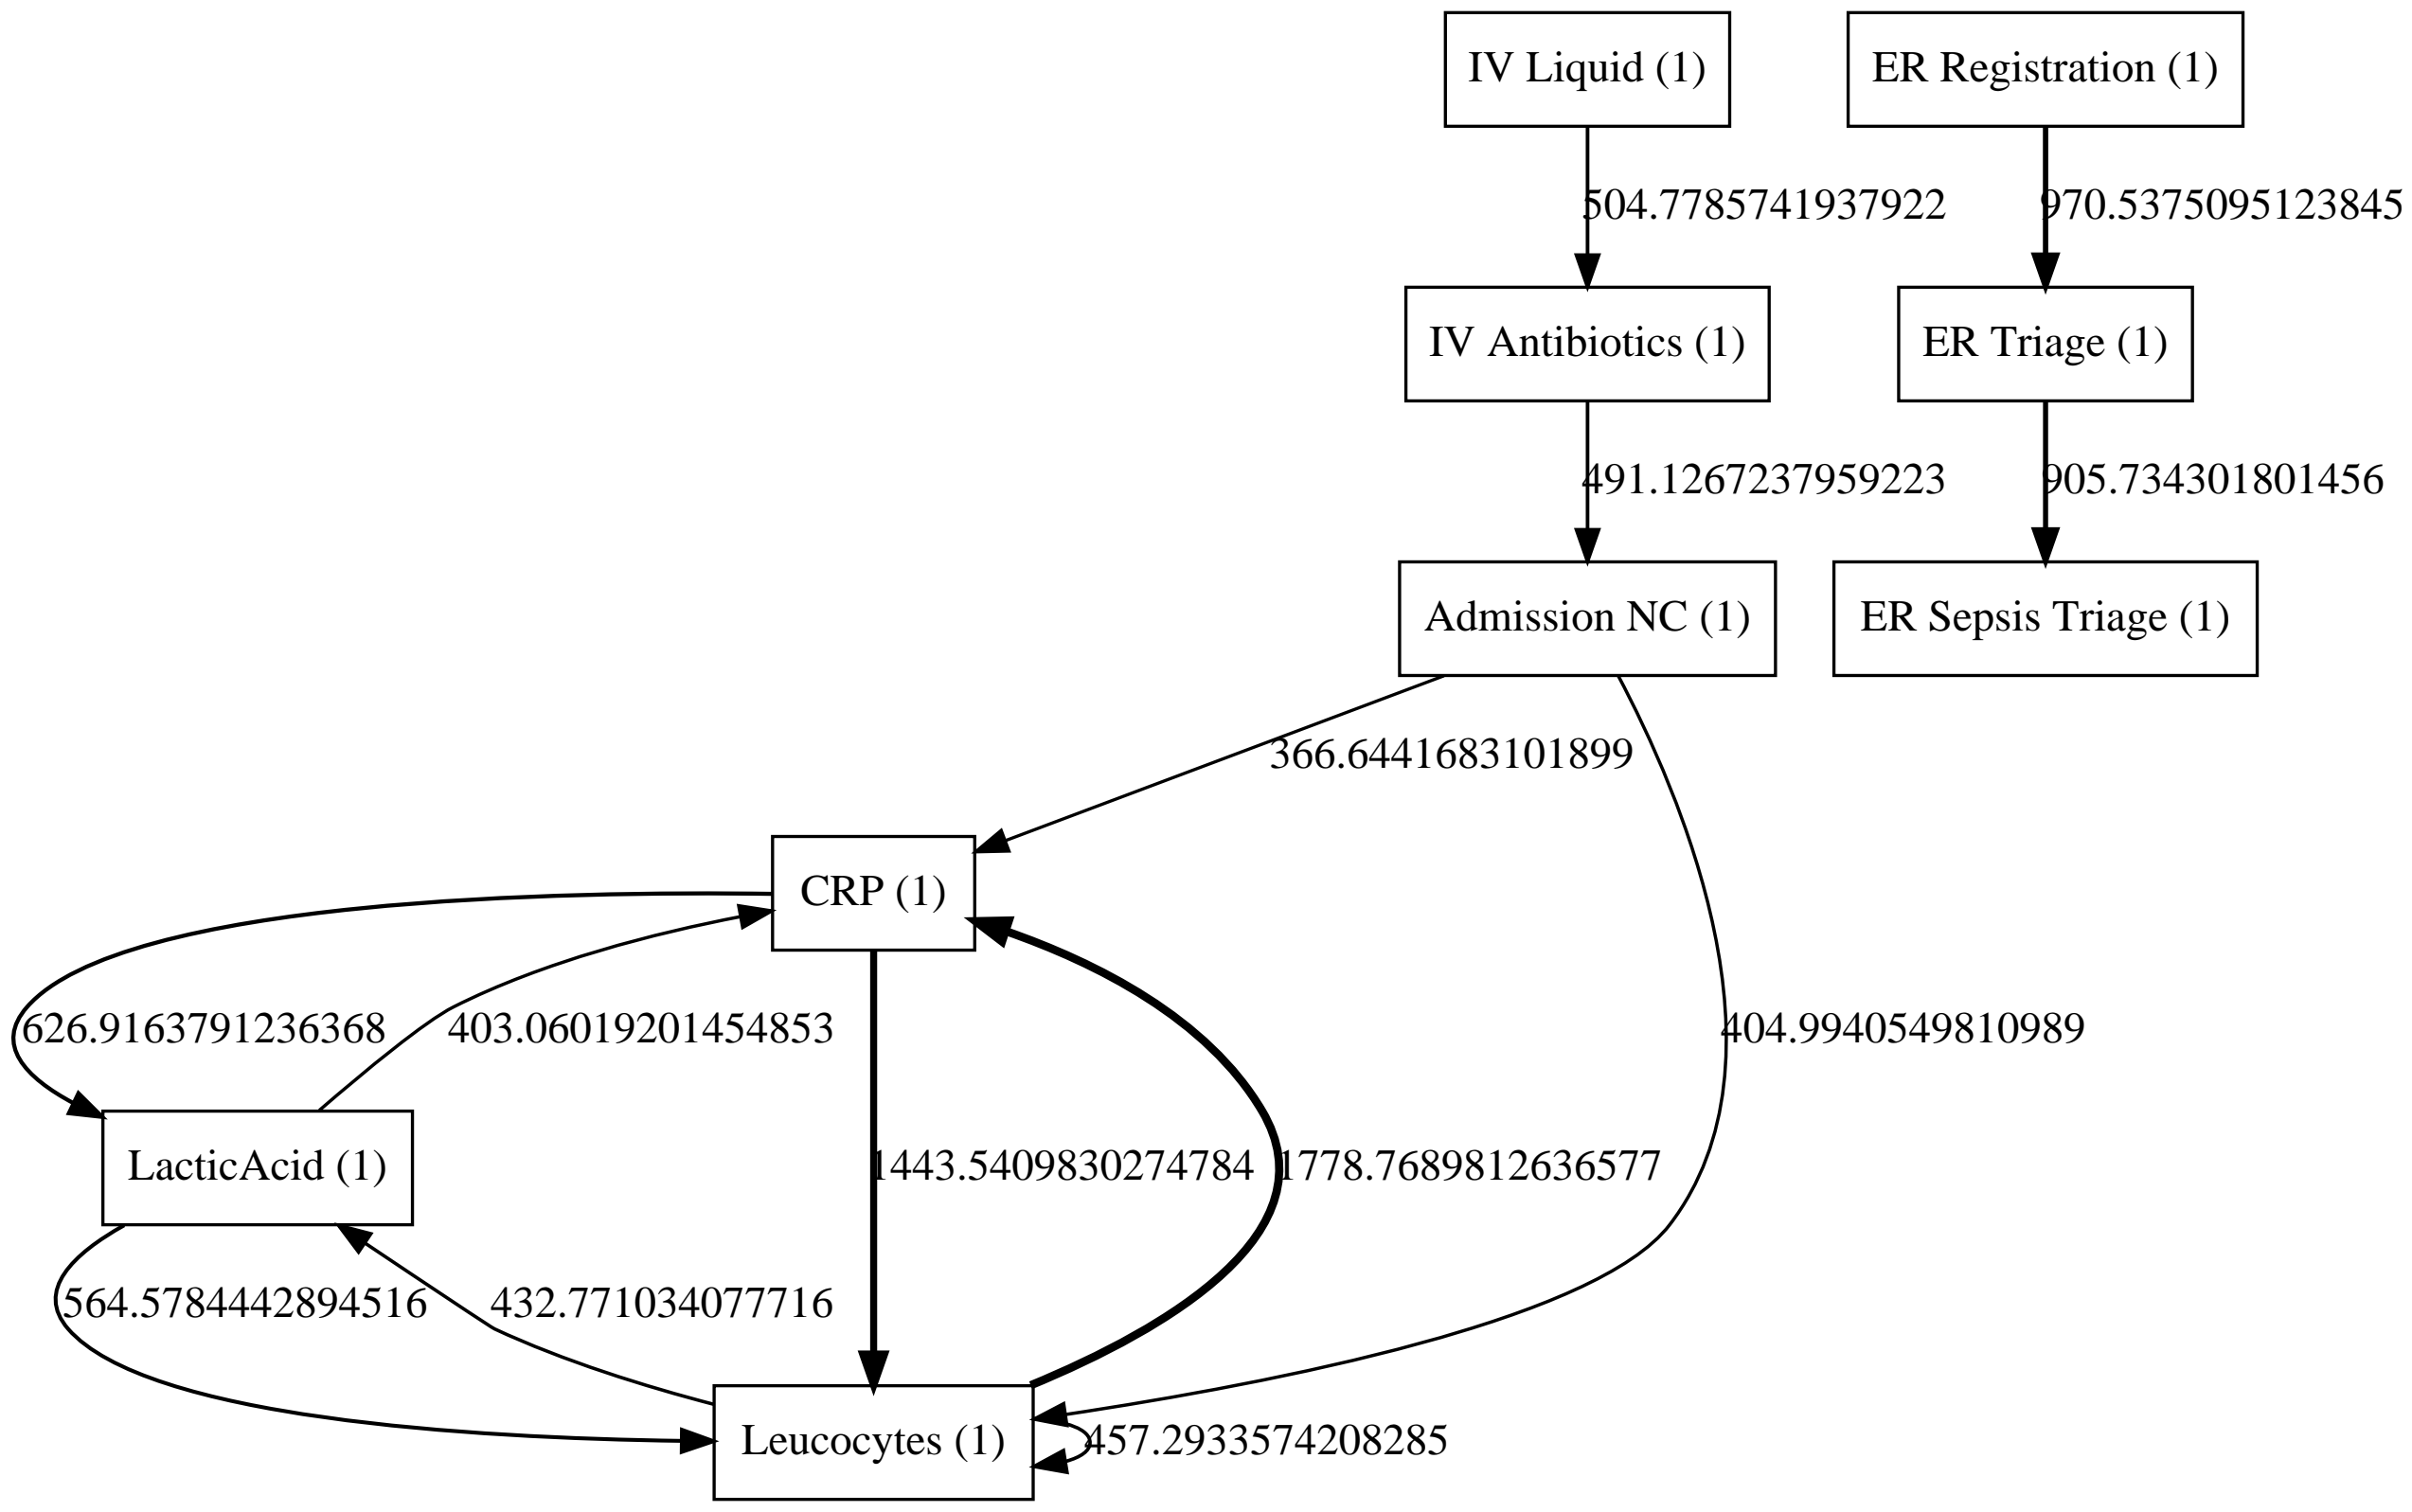 IV Liquid (1)
ER Registration (1)
504.7785741937922
970.5375095123845
IV Antibiotics (1)
ER Triage (1)
491.1267237959223
905.734301801456
Admission NC (1)
ER Sepsis Triage (1)
366.6441683101899
CRP (1)
626.9163791236368
403.06019201454853
404.9940549810989
LacticAcid (1)
1443.5409830274784
1778.7689812636577
564.5784442894516
432.771034077716
Leucocytes (1)
457.2933574208285